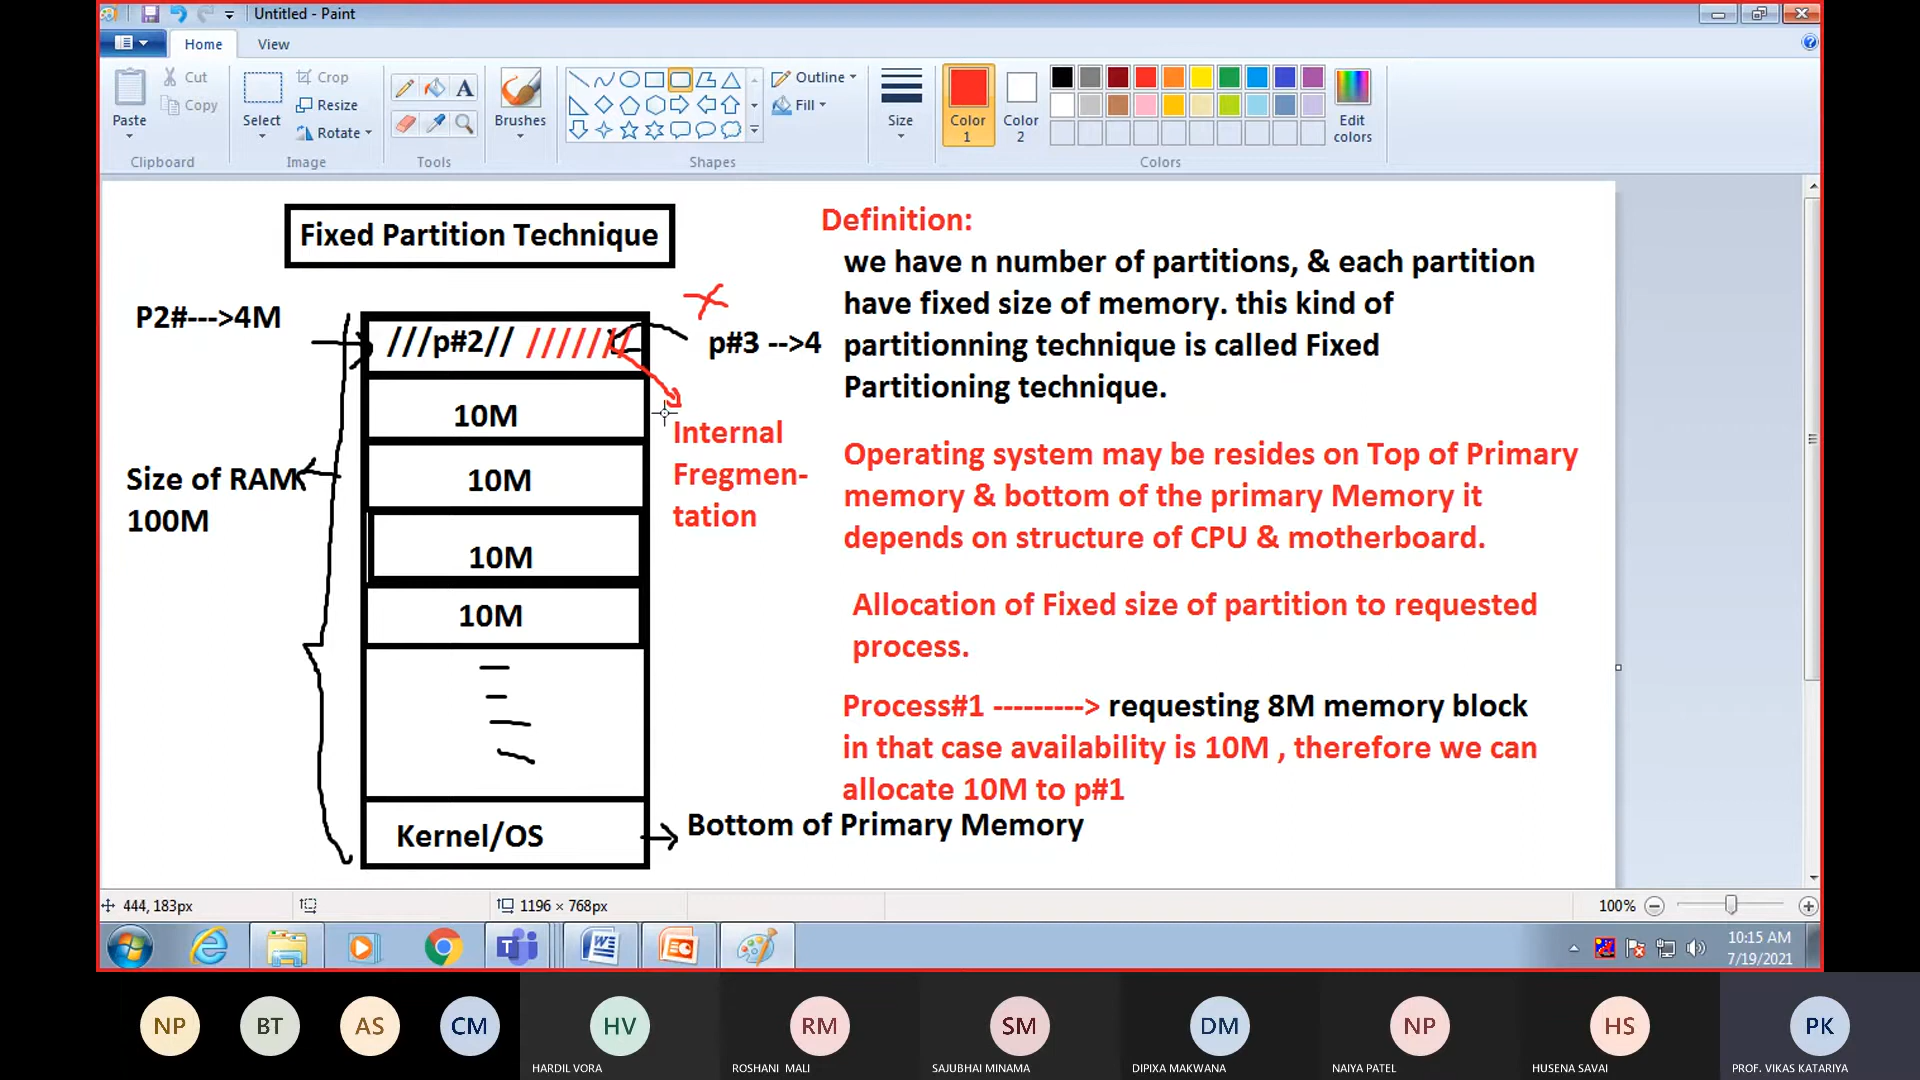 Untitled - Paint
Home View
Paste
Cut
Copy
Clipboard
Select
Crop
Resize
Rotate
Image
A
Tools
Brushes
Outline
Fill
Shapes
Size
Color 1
Color 2
Edit colors
Colors
Fixed Partition Technique
P2#--->4M
///p#2// ///////
p#3 -->4
10M
10M
10M
10M
Internal
Fregmen-
tation
Size of RAM
100M
Kernel/OS
Bottom of Primary Memory
Definition:
we have n number of partitions, & each partition
have fixed size of memory. this kind of
partitionning technique is called Fixed
Partitioning technique.
Operating system may be resides on Top of Primary
memory & bottom of the primary Memory it
depends on structure of CPU & motherboard.
Allocation of Fixed size of partition to requested
process.
Process#1 ---------> requesting 8M memory block
in that case availability is 10M , therefore we can
allocate 10M to p#1
444, 183px
1196 × 768px
100%
10:15 AM
7/19/2021
NP BT AS CM HV RM SM DM NP HS PK
HARDIL VORA ROSHANI MALI SAJUBHAI MINAMA DIPIXA MAKWANA NAIYA PATEL HUSENA SAVAI PROF. VIKAS KATARIYA